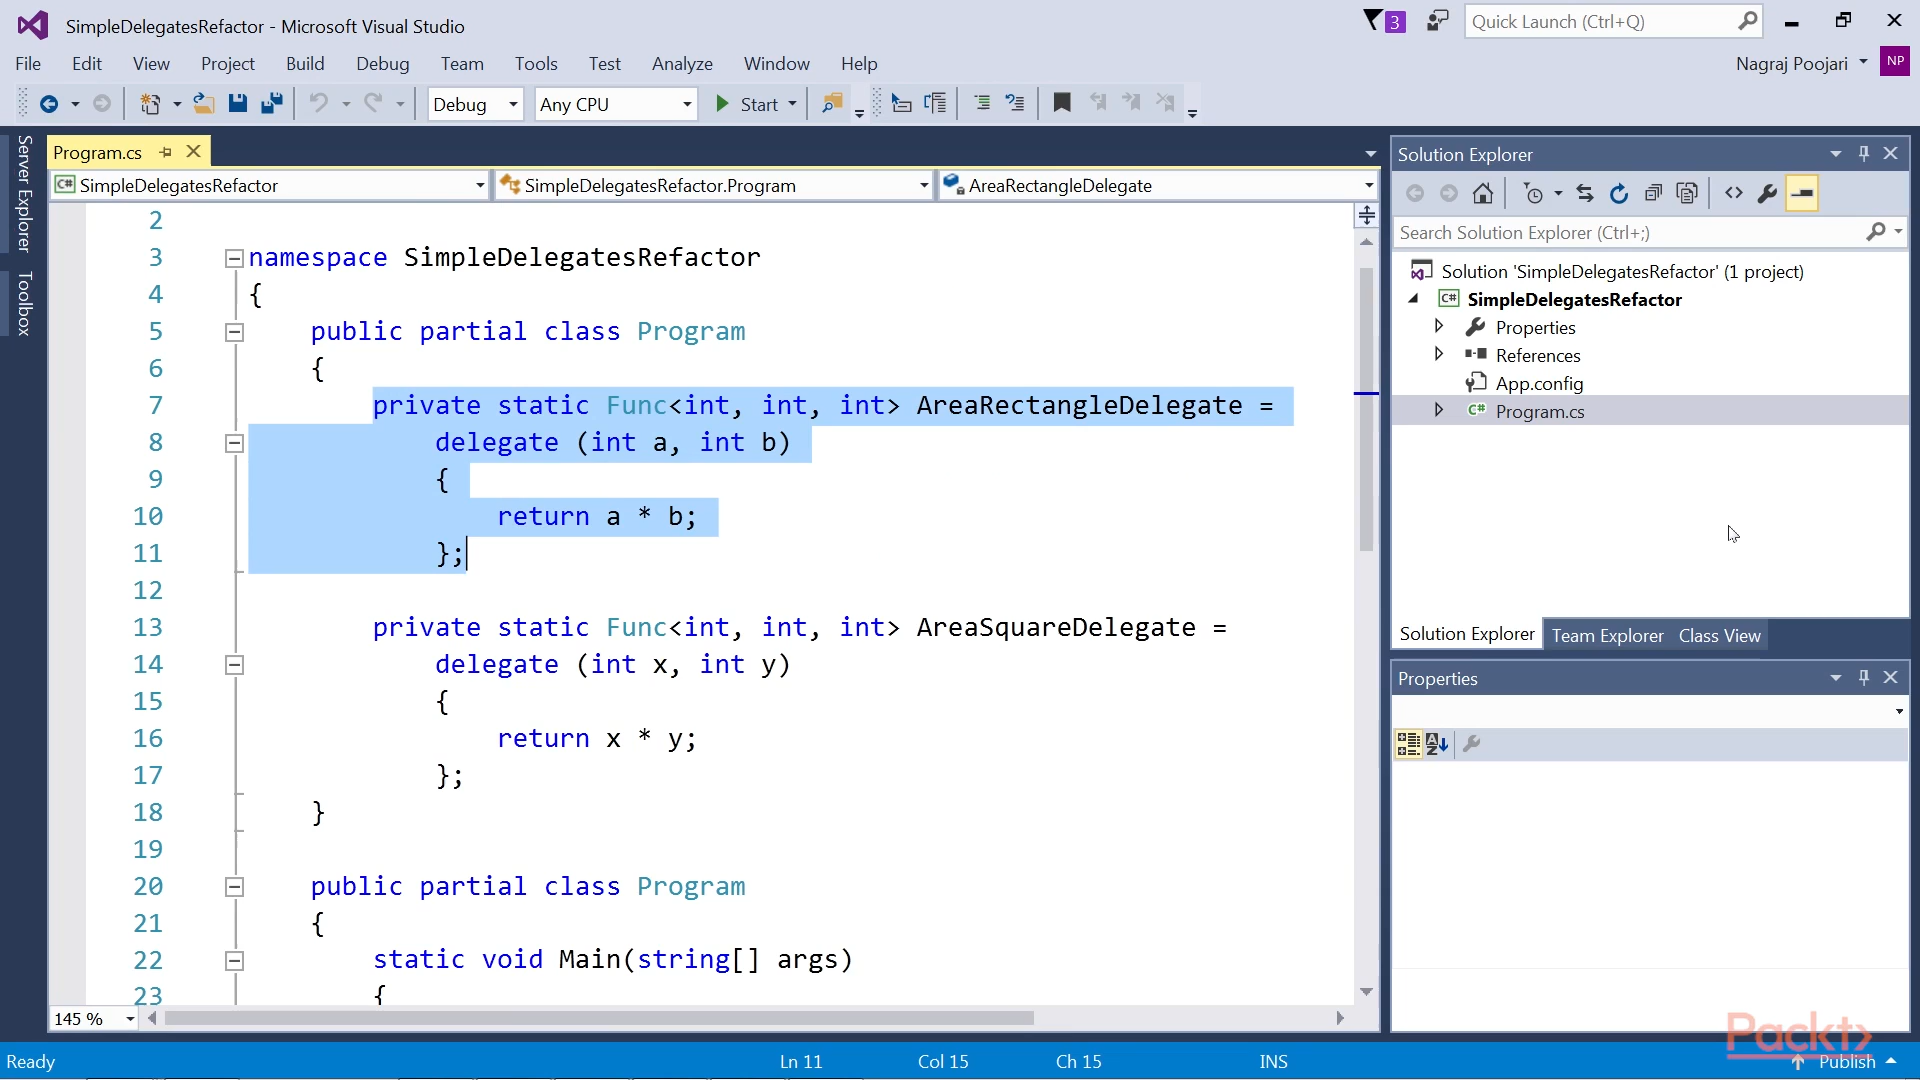 SimpleDelegatesRefactor - Microsoft Visual Studio
3
Quick Launch (Ctrl+Q)
File Edit View Project Build Debug Team Tools Test Analyze Window Help
Nagraj Poojari NP
Debug Any CPU Start
Server Explorer
Toolbox
Program.cs
SimpleDelegatesRefactor SimpleDelegatesRefactor.Program AreaRectangleDelegate
2
3 namespace SimpleDelegatesRefactor
4 {
5 public partial class Program
6 {
7 private static Func<int, int, int> AreaRectangleDelegate =
8 delegate (int a, int b)
9 {
10 return a * b;
11 };
12
13 private static Func<int, int, int> AreaSquareDelegate =
14 delegate (int x, int y)
15 {
16 return x * y;
17 };
18 }
19
20 public partial class Program
21 {
22 static void Main(string[] args)
23 {
145 %
Solution Explorer
Search Solution Explorer (Ctrl+;)
Solution 'SimpleDelegatesRefactor' (1 project)
C# SimpleDelegatesRefactor
Properties
References
App.config
C# Program.cs
Solution Explorer Team Explorer Class View
Properties
Packt
Ready Ln 11 Col 15 Ch 15 INS Publish